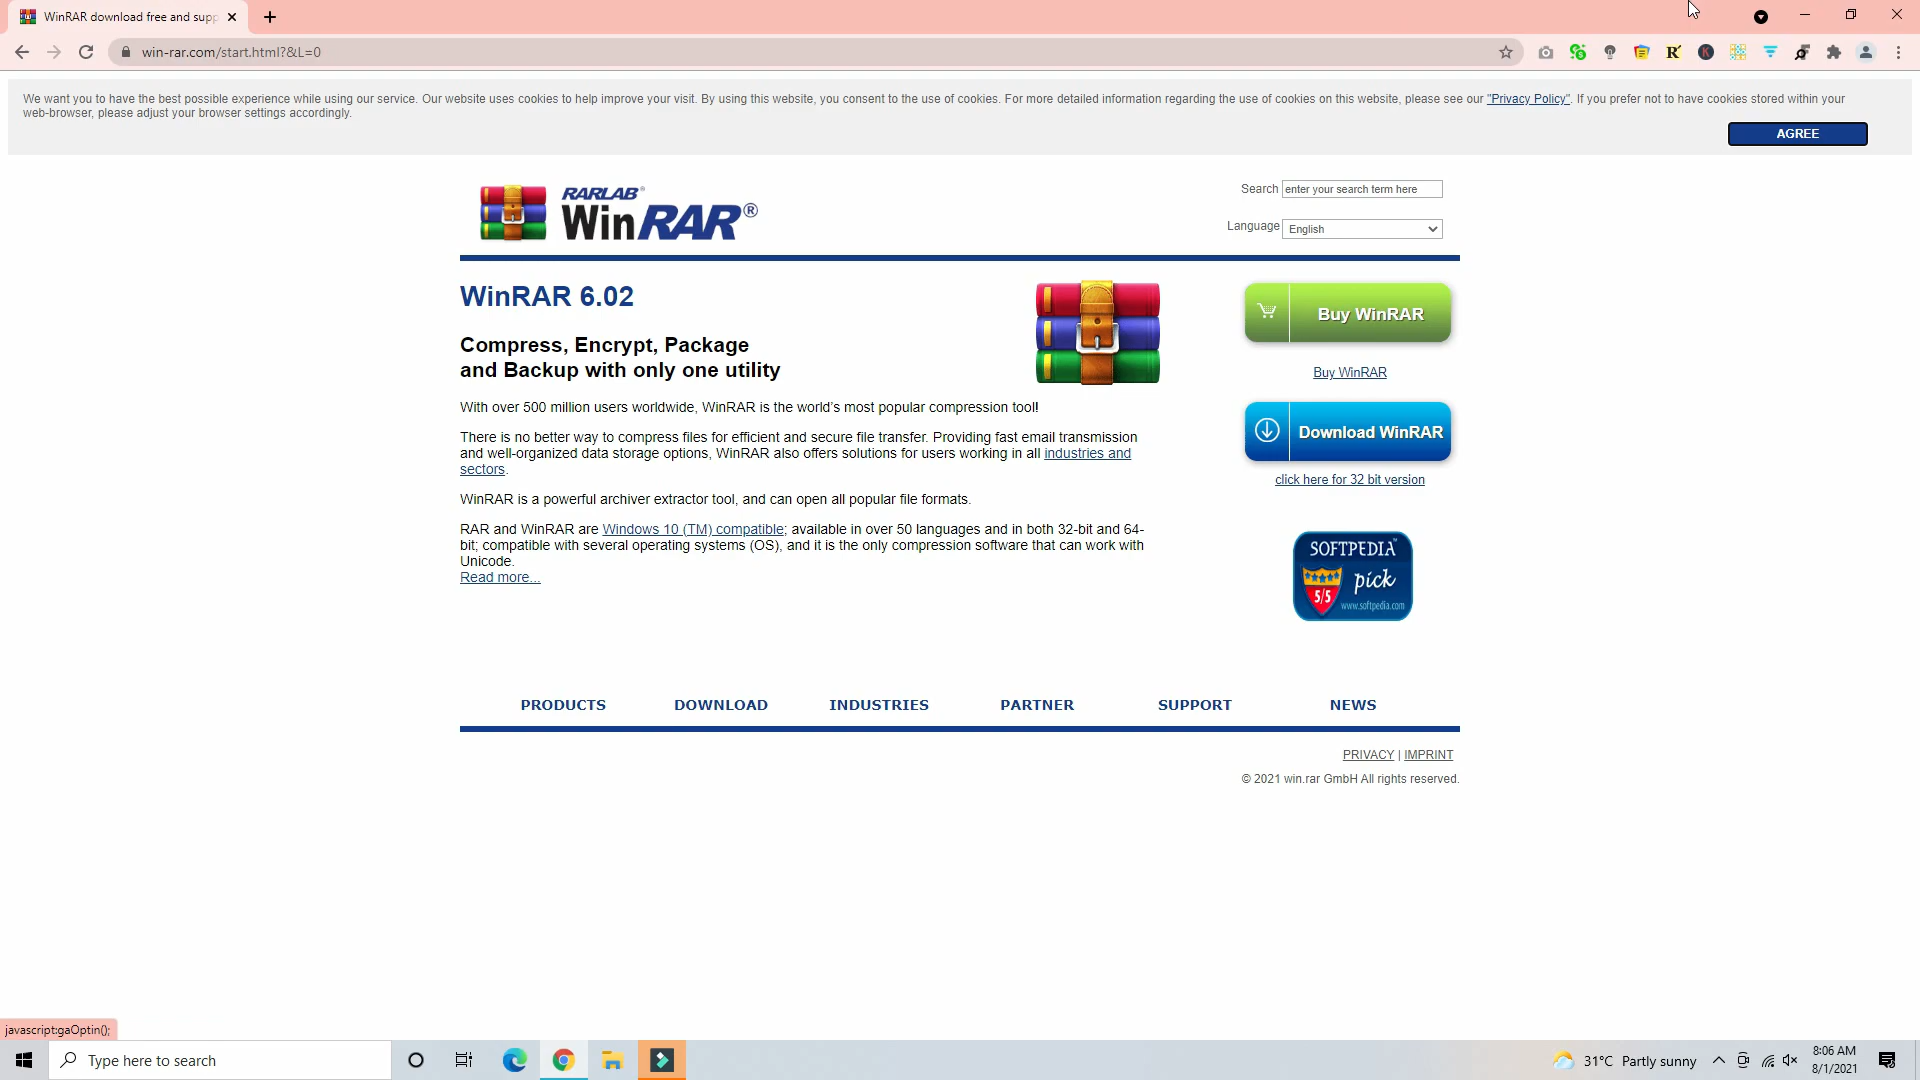 WinRAR download free and supp
win-rar.com/start.html?&L=0
We want you to have the best possible experience while using our service. Our website uses cookies to help improve your visit. By using this website, you consent to the use of cookies. For more detailed information regarding the use of cookies on this website, please see our "Privacy Policy". If you prefer not to have cookies stored within your
web-browser, please adjust your browser settings accordingly.
AGREE
RARLAB®
WinRAR®
Search enter your search term here
Language English
WinRAR 6.02
Compress, Encrypt, Package
and Backup with only one utility
With over 500 million users worldwide, WinRAR is the world's most popular compression tool!
There is no better way to compress files for efficient and secure file transfer. Providing fast email transmission
and well-organized data storage options, WinRAR also offers solutions for users working in all industries and
sectors.
WinRAR is a powerful archiver extractor tool, and can open all popular file formats.
RAR and WinRAR are Windows 10 (TM) compatible; available in over 50 languages and in both 32-bit and 64-
bit; compatible with several operating systems (OS), and it is the only compression software that can work with
Unicode.
Read more...
Buy WinRAR
Buy WinRAR
Download WinRAR
click here for 32 bit version
SOFTPEDIA™
pick
5/5
www.softpedia.com
PRODUCTS DOWNLOAD INDUSTRIES PARTNER SUPPORT NEWS
PRIVACY | IMPRINT
© 2021 win.rar GmbH All rights reserved.
javascript:gaOptin();
Type here to search
31°C Partly sunny
8:06 AM
8/1/2021